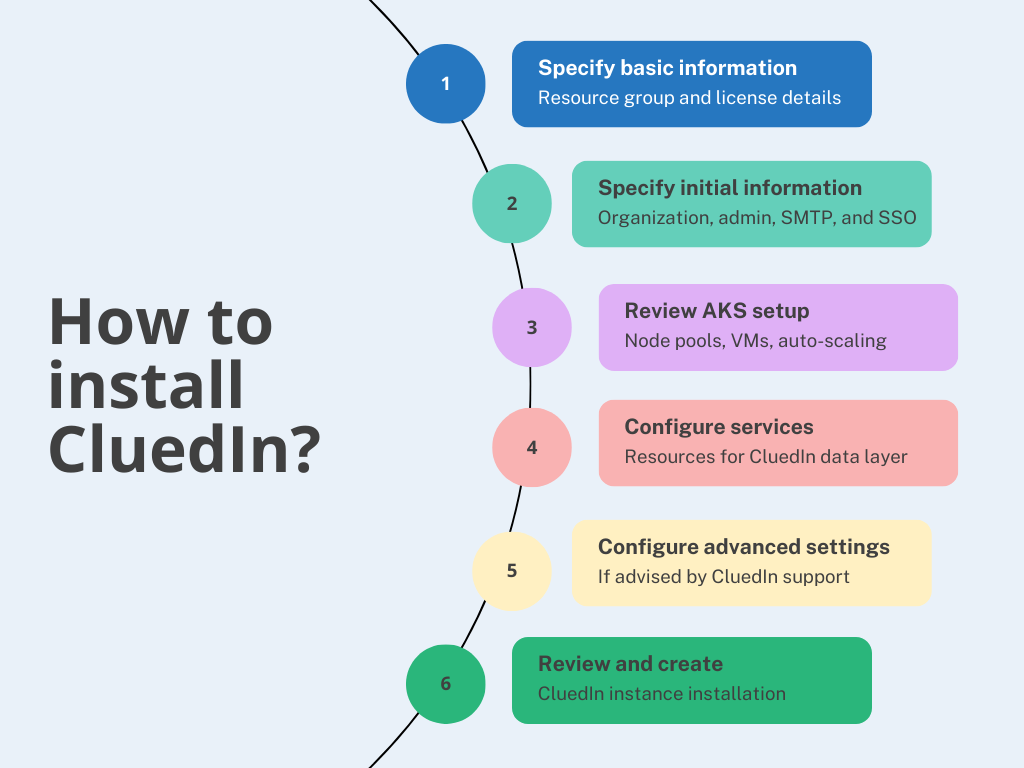 How to
install
CluedIn?
1
Specify basic information
Resource group and license details
2
Specify initial information
Organization, admin, SMTP, and SSO
3
Review AKS setup
Node pools, VMs, auto-scaling
4
Configure services
Resources for CluedIn data layer
5
Configure advanced settings
If advised by CluedIn support
6
Review and create
CluedIn instance installation